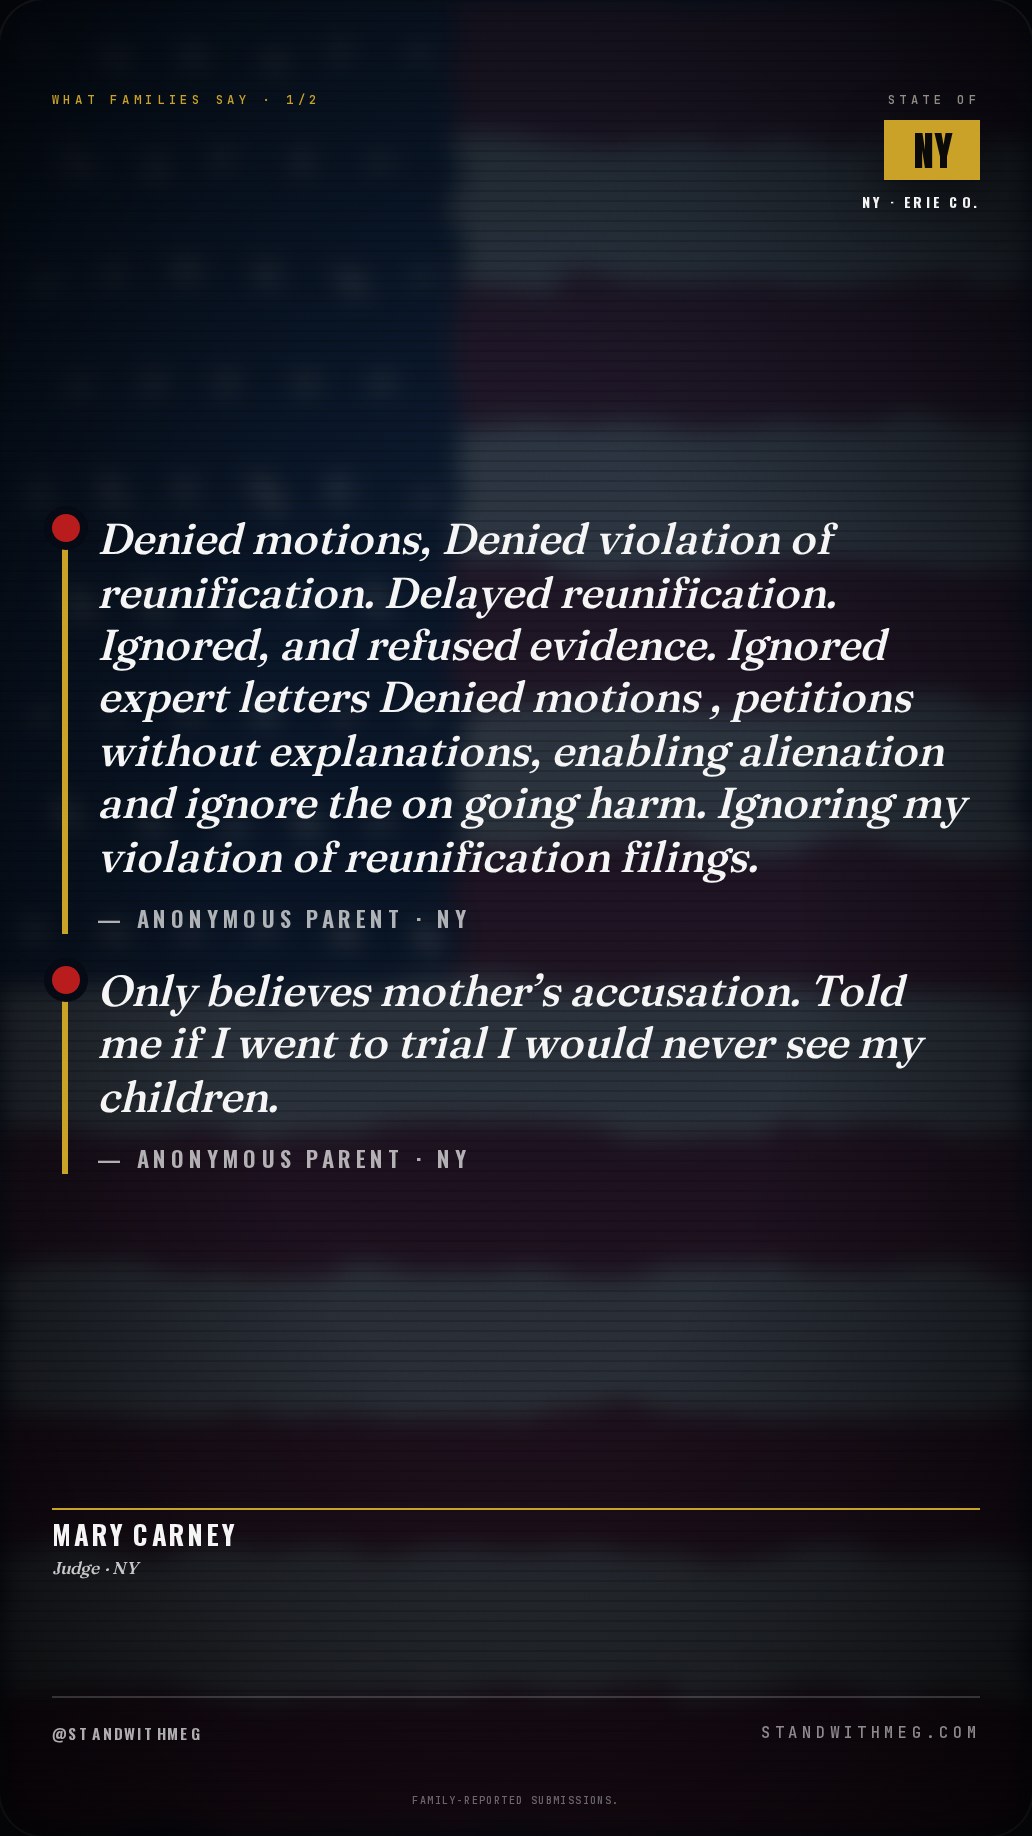 WHAT FAMILIES SAY · 1/2
STATE OF
NY
NY · ERIE CO.
Denied motions, Denied violation of
reunification. Delayed reunification.
Ignored, and refused evidence. Ignored
expert letters Denied motions , petitions
without explanations, enabling alienation
and ignore the on going harm. Ignoring my
violation of reunification filings.
— ANONYMOUS PARENT · NY
Only believes mother’s accusation. Told
me if I went to trial I would never see my
children.
— ANONYMOUS PARENT · NY
MARY CARNEY
Judge · NY
@STANDWITHMEG
STANDWITHMEG.COM
FAMILY-REPORTED SUBMISSIONS.